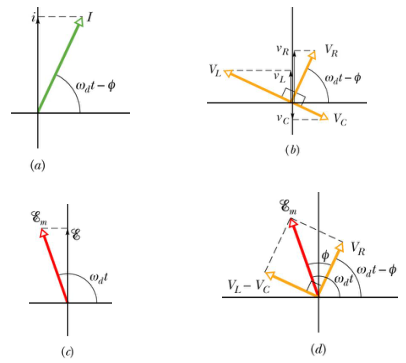 i
I
ω_d t − ϕ
(a)
v_R
V_R
V_L
v_L
ω_d t − ϕ
v_C
V_C
(b)
ℰ_m
ℰ
ω_d t
(c)
ℰ_m
V_R
ϕ
ω_d t − ϕ
V_L − V_C
ω_d t
(d)